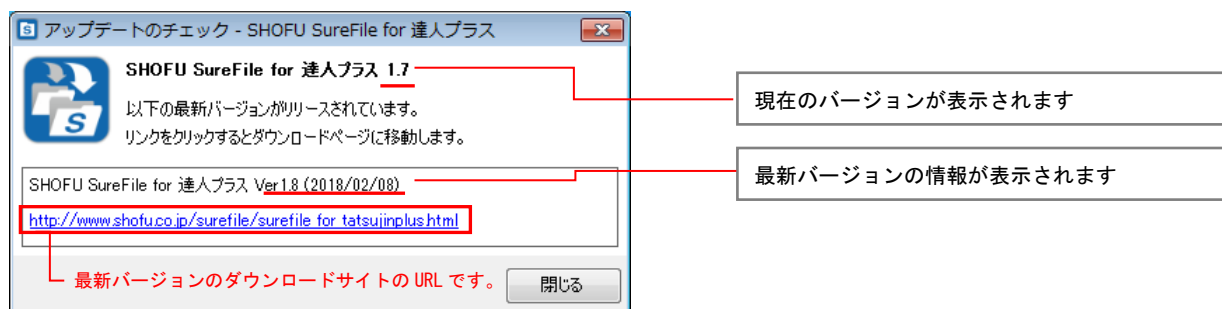 アップデートのチェック - SHOFU SureFile for 達人プラス
SHOFU SureFile for 達人プラス 1.7
以下の最新バージョンがリリースされています。
リンクをクリックするとダウンロードページに移動します。
SHOFU SureFile for 達人プラス Ver1.8 (2018/02/08)
http://www.shofu.co.jp/surefile/surefile for tatsujinplus.html
最新バージョンのダウンロードサイトの URL です。
閉じる
現在のバージョンが表示されます
最新バージョンの情報が表示されます